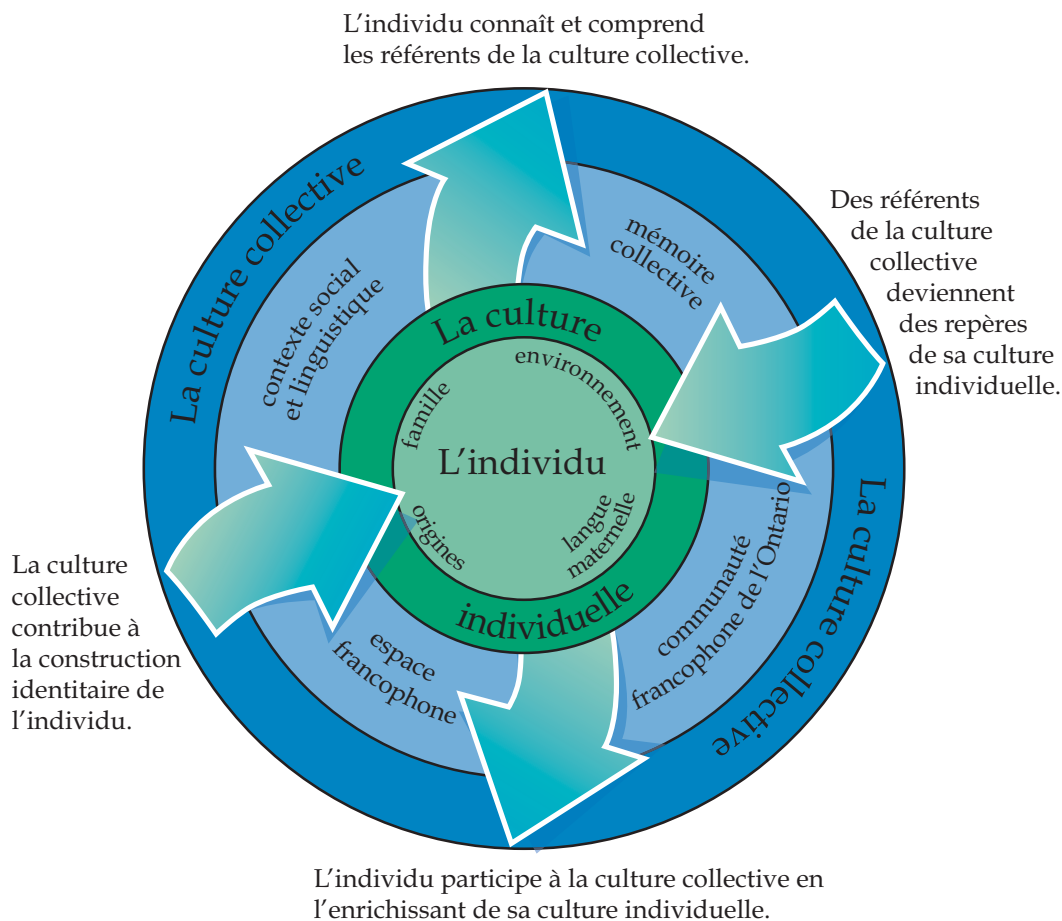 L’individu connaît et comprend
les référents de la culture collective.
La culture collective
contexte social
et linguistique
mémoire
collective
Des référents
de la culture
collective
deviennent
des repères
de sa culture
individuelle.
La culture
individuelle
famille
environnement
L’individu
origines
langue
maternelle
La culture
collective
contribue à
la construction
identitaire de
l’individu.
espace
francophone
communauté
francophone de l’Ontario
La culture collective
L’individu participe à la culture collective en
l’enrichissant de sa culture individuelle.